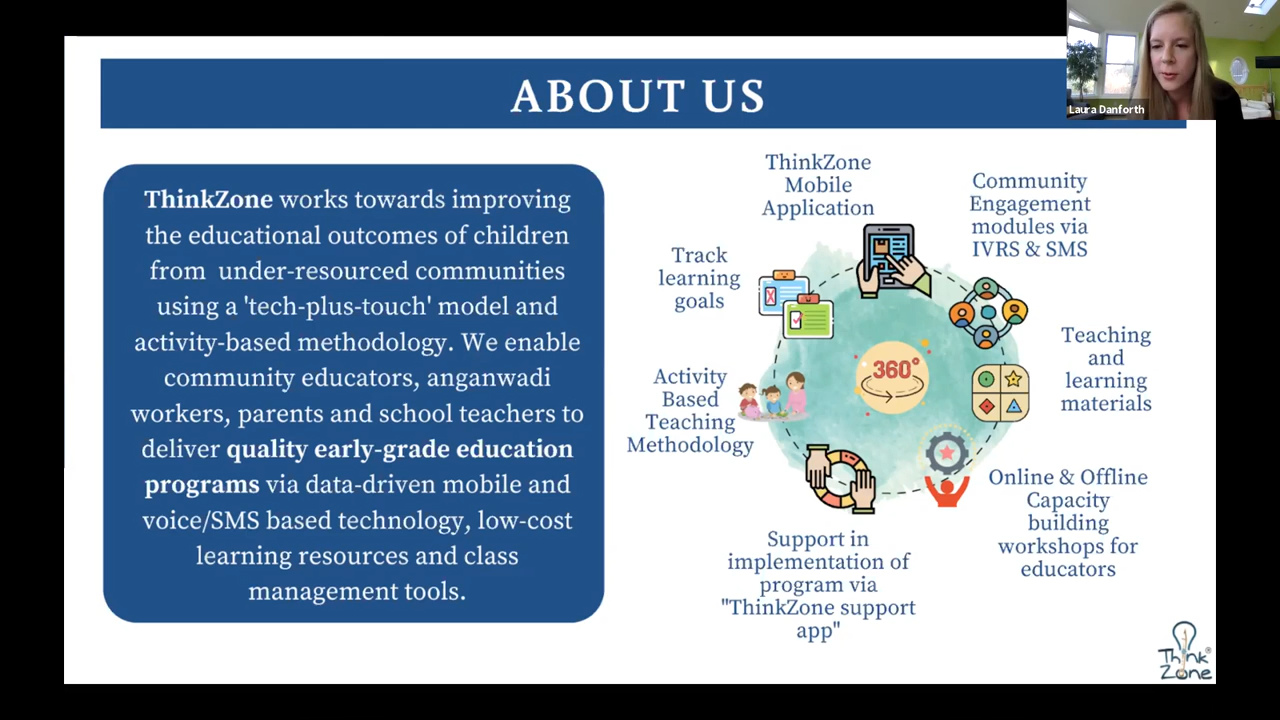 ABOUT US
Laura Danforth
ThinkZone works towards improving
the educational outcomes of children
from under-resourced communities
using a 'tech-plus-touch' model and
activity-based methodology. We enable
community educators, anganwadi
workers, parents and school teachers to
deliver quality early-grade education
programs via data-driven mobile and
voice/SMS based technology, low-cost
learning resources and class
management tools.
ThinkZone
Mobile
Application
Community
Engagement
modules via
IVRS & SMS
Track
learning
goals
Teaching
and
learning
materials
360°
Activity
Based
Teaching
Methodology
Online & Offline
Capacity
building
workshops for
educators
Support in
implementation of
program via
"ThinkZone support
app"
Think®
Zone